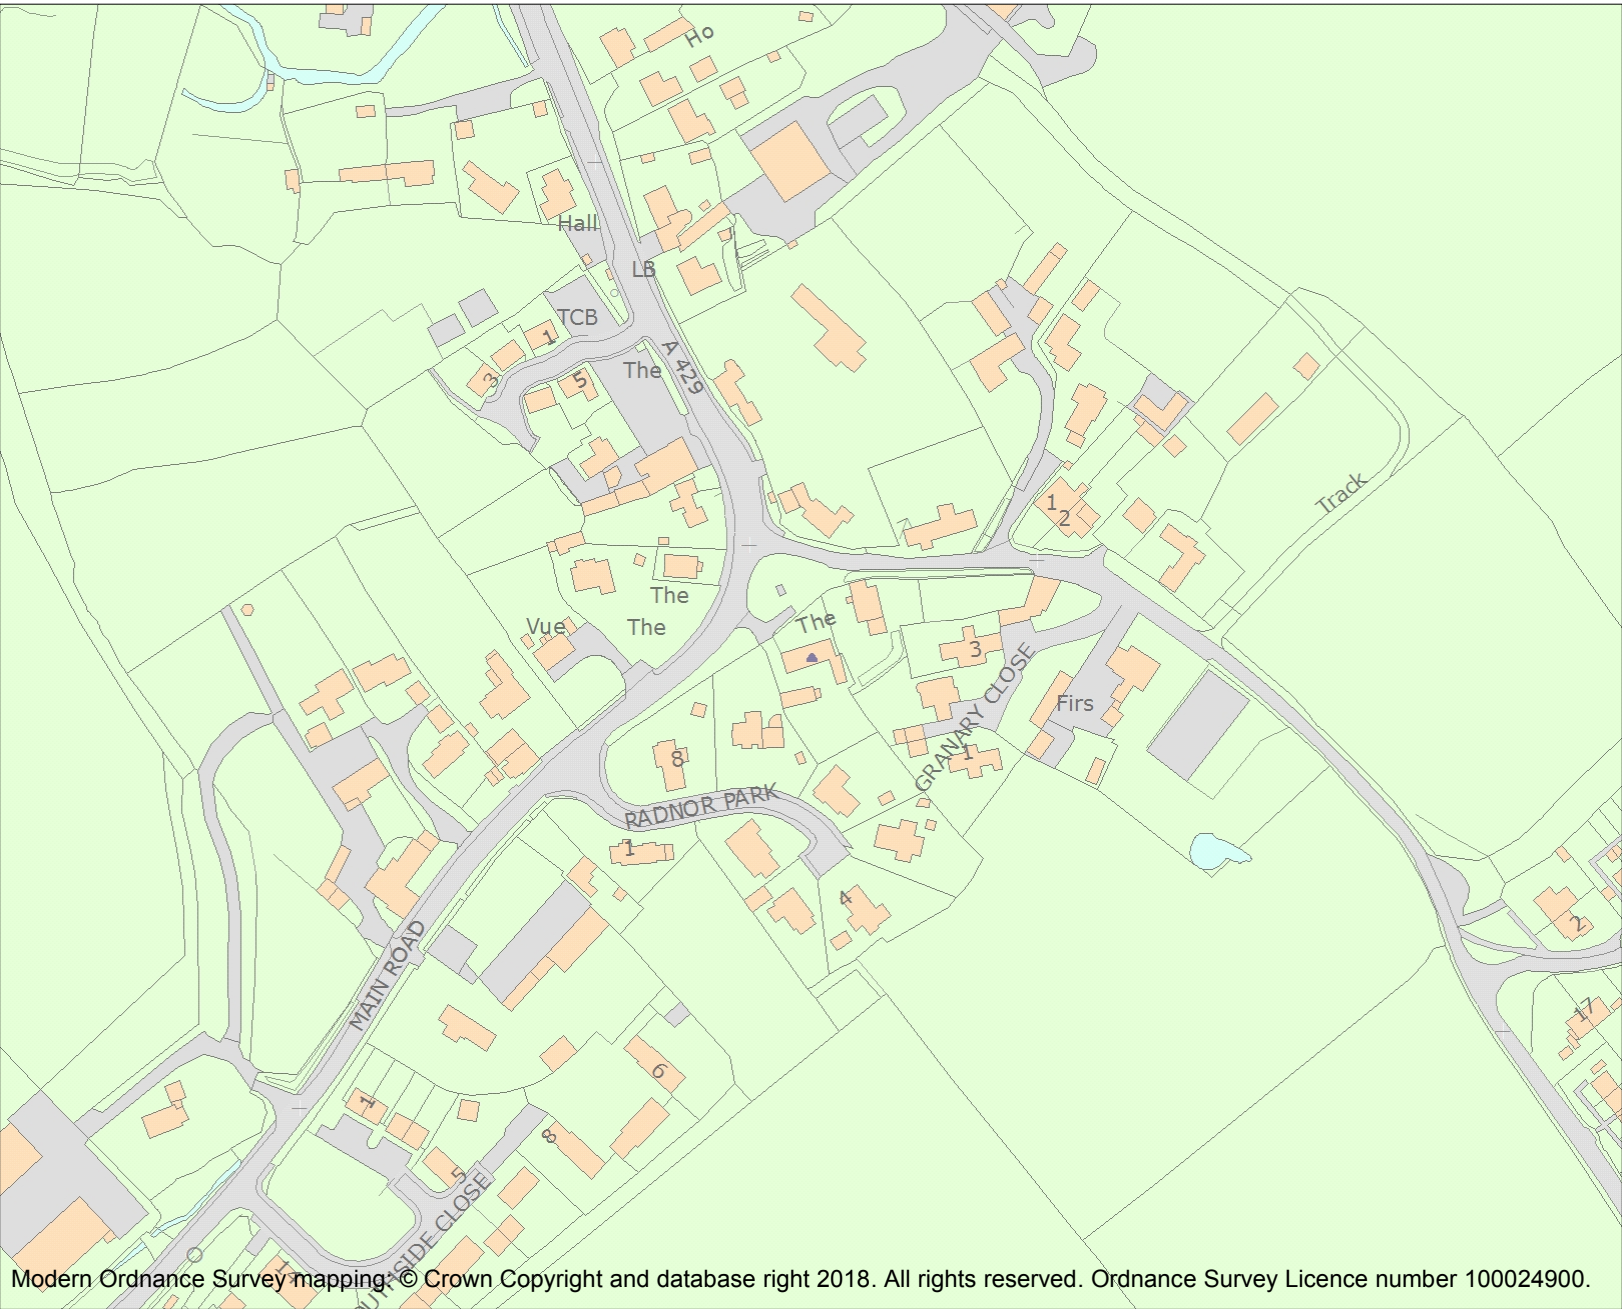 Ho
Hall
LB
TCB
1
The
A 429
3
5
Track
1
2
The
The
Vue
The
3
GRANARY CLOSE
Firs
8
1
RADNOR PARK
1
4
2
MAIN ROAD
17
6
1
8
5
Modern Ordnance Survey mapping: © Crown Copyright and database right 2018. All rights reserved. Ordnance Survey Licence number 100024900.